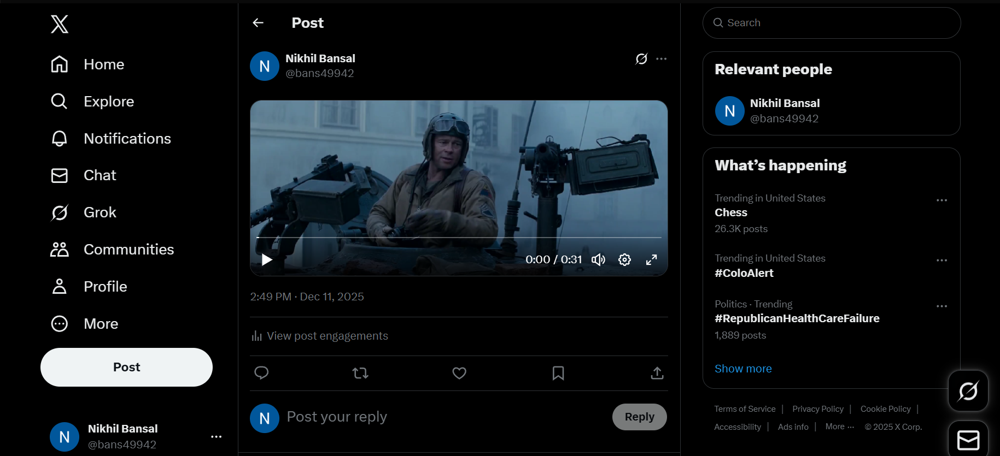 Home
Explore
Notifications
Chat
Grok
Communities
Profile
More
Post
N
Nikhil Bansal
@bans49942
Post
N
Nikhil Bansal
@bans49942
0:00 / 0:31
2:49 PM · Dec 11, 2025
View post engagements
N
Post your reply
Reply
Search
Relevant people
N
Nikhil Bansal
@bans49942
What's happening
Trending in United States
Chess
26.3K posts
Trending in United States
#ColoAlert
Politics · Trending
#RepublicanHealthCareFailure
1,889 posts
Show more
Terms of Service | Privacy Policy | Cookie Policy |
Accessibility | Ads info | More ··· © 2025 X Corp.